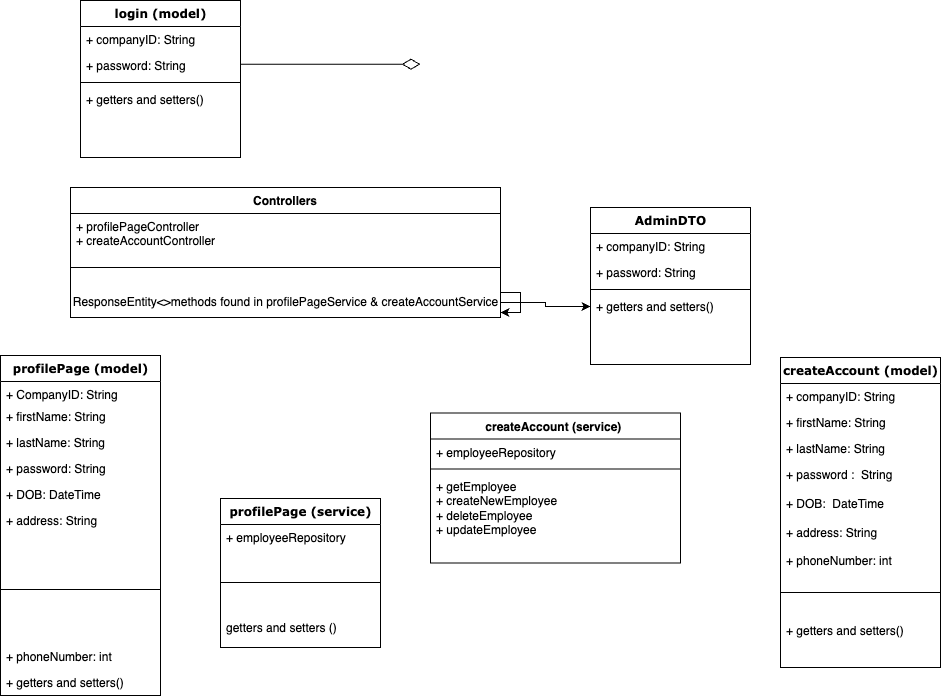 login (model)
+ companyID: String
+ password: String
+ getters and setters()
Controllers
+ profilePageController
+ createAccountController
ResponseEntity<>methods found in profilePageService & createAccountService
AdminDTO
+ companyID: String
+ password: String
+ getters and setters()
profilePage (model)
+ CompanyID: String
+ firstName: String
+ lastName: String
+ password: String
+ DOB: DateTime
+ address: String
+ phoneNumber: int
+ getters and setters()
profilePage (service)
+ employeeRepository
getters and setters ()
createAccount (service)
+ employeeRepository
+ getEmployee
+ createNewEmployee
+ deleteEmployee
+ updateEmployee
createAccount (model)
+ companyID: String
+ firstName: String
+ lastName: String
+ password : String
+ DOB: DateTime
+ address: String
+ phoneNumber: int
+ getters and setters()